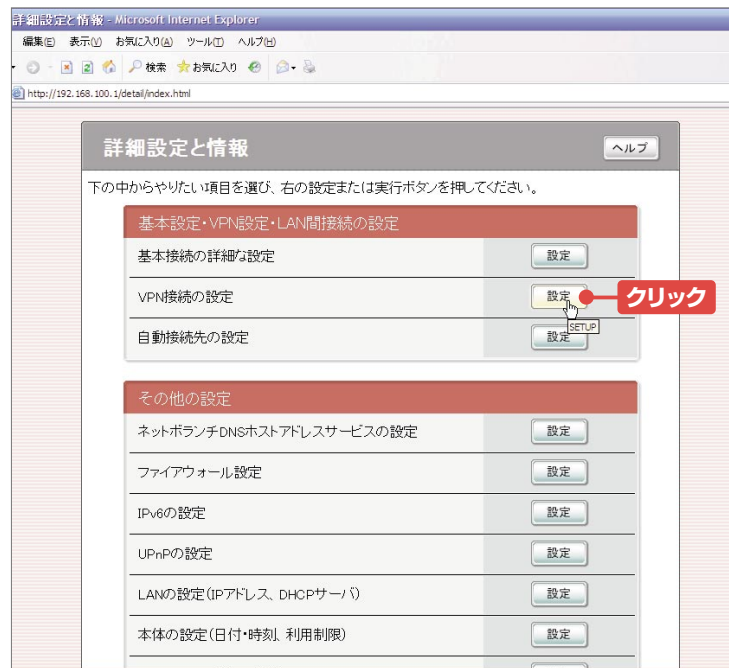 詳細設定と情報 - Microsoft Internet Explorer
編集(E) 表示(V) お気に入り(A) ツール(T) ヘルプ(H)
検索 お気に入り
http://192.168.100.1/detail/index.html
詳細設定と情報 ヘルプ
下の中からやりたい項目を選び、右の設定または実行ボタンを押してください。
基本設定・VPN設定・LAN間接続の設定
基本接続の詳細な設定 設定
VPN接続の設定 設定 クリック
SETUP
自動接続先の設定 設定
その他の設定
ネットボランチDNSホストアドレスサービスの設定 設定
ファイアウォール設定 設定
IPv6の設定 設定
UPnPの設定 設定
LANの設定(IPアドレス、DHCPサーバ) 設定
本体の設定(日付・時刻、利用制限) 設定